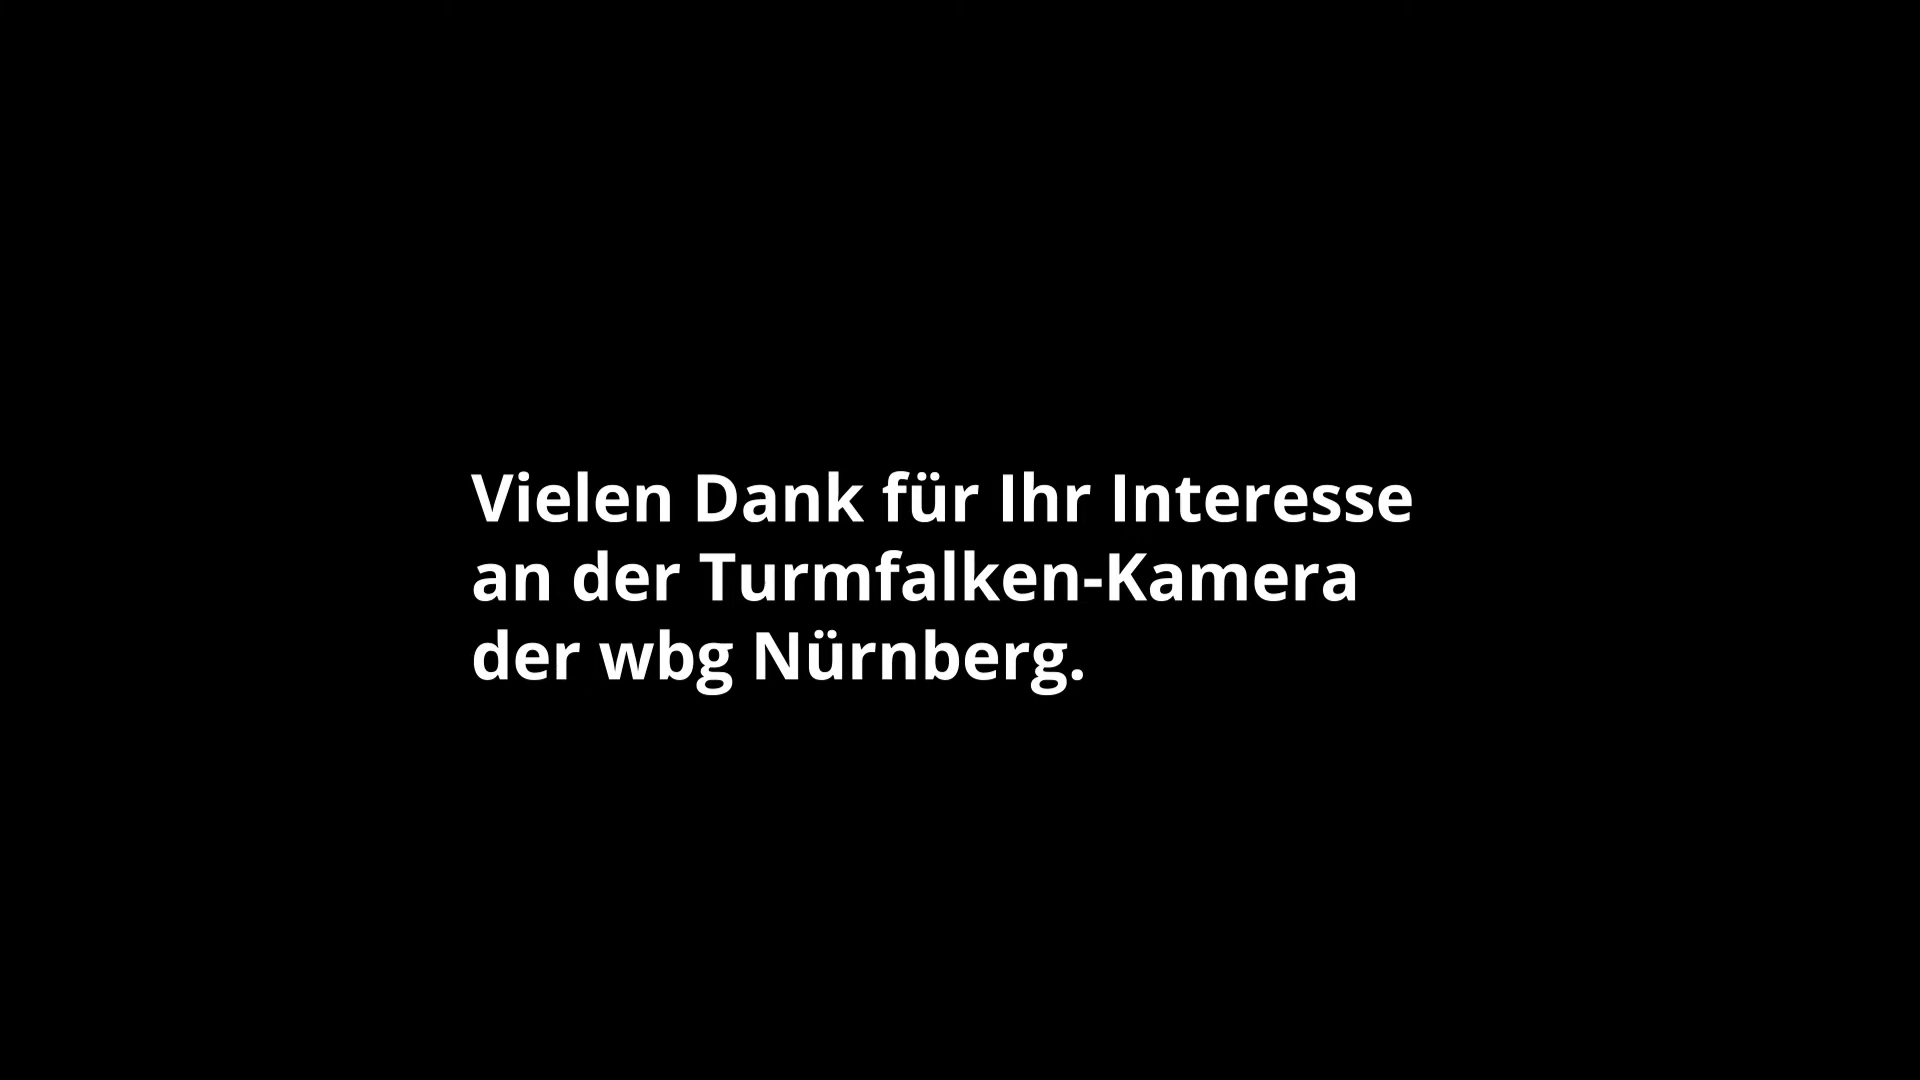 Vielen Dank für Ihr Interesse
an der Turmfalken-Kamera
der wbg Nürnberg.